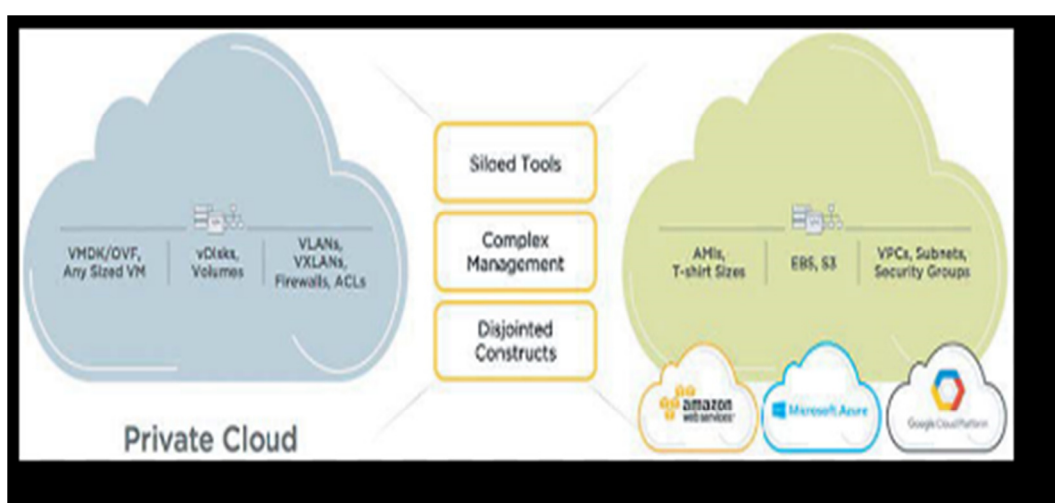 VMDK/OVF,
Any Sized VM
vDisks,
Volumes
VLANs,
VXLANs,
Firewalls, ACLs
Private Cloud
Siloed Tools
Complex
Management
Disjointed
Constructs
AMIs,
T-shirt Sizes
EBS, S3
VPCs, Subnets,
Security Groups
amazon
web services
Microsoft Azure
Google Cloud Platform